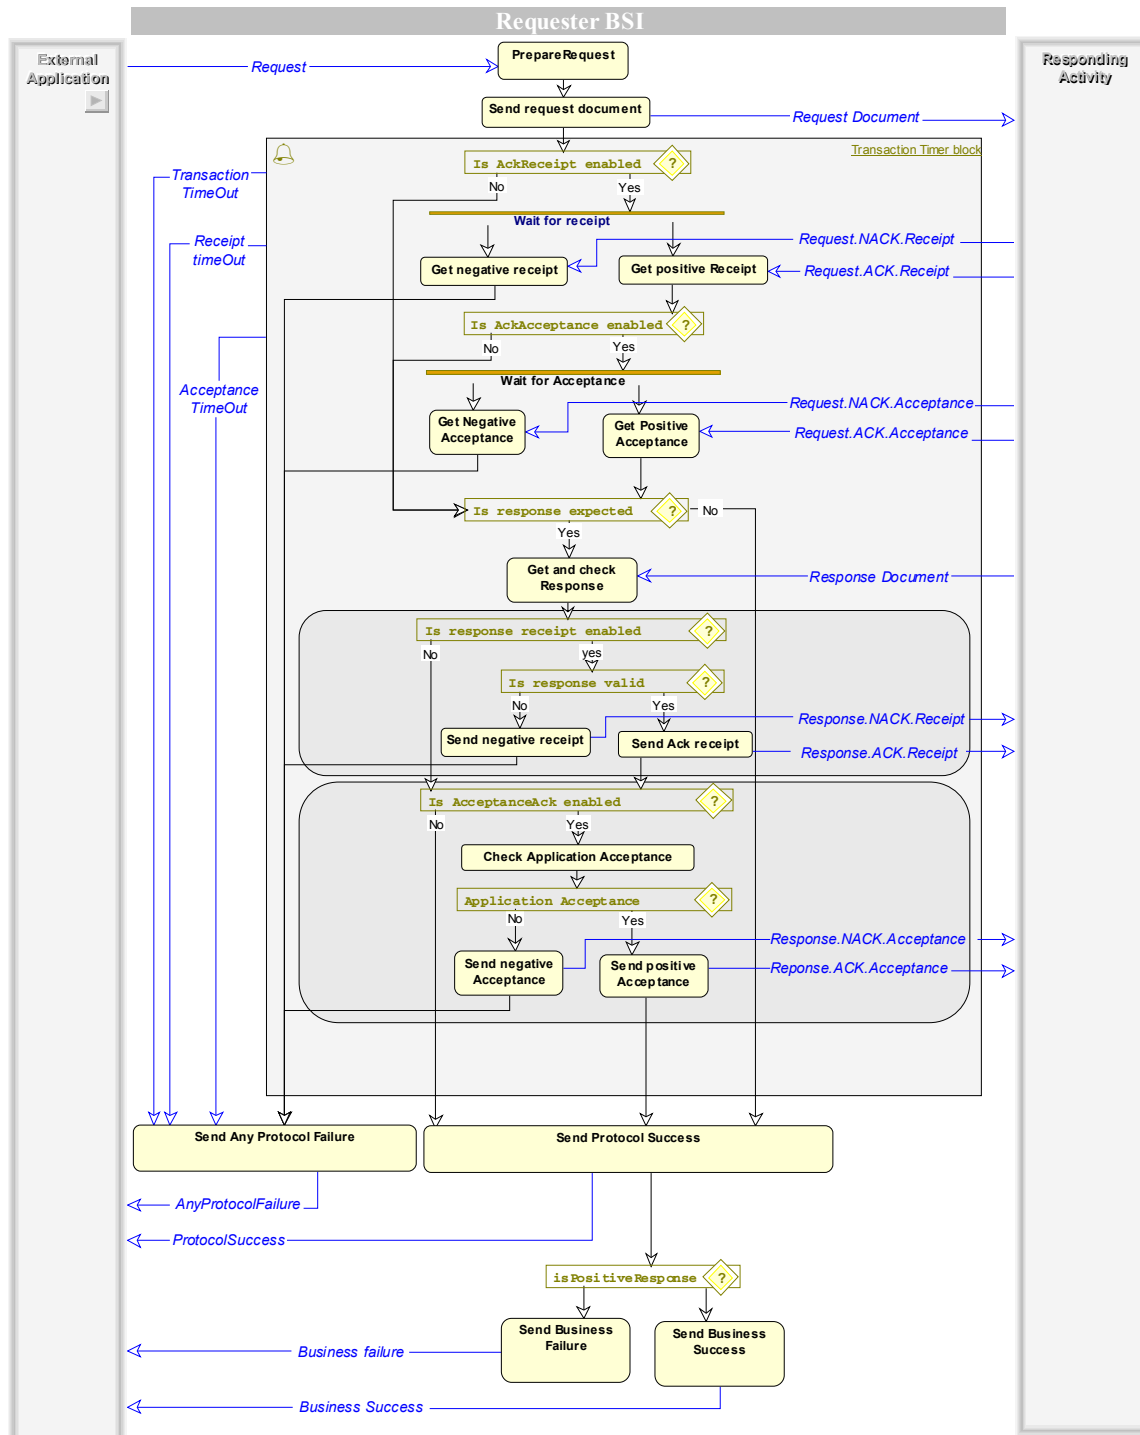 Requester BSI
External
Application
Responding
Activity
PrepareRequest
Request
Send request document
Request Document
Transaction Timer block
Is AckReceipt enabled
?
Transaction
TimeOut
No
Yes
Wait for receipt
Receipt
timeOut
Request.NACK.Receipt
Get negative receipt
Get positive Receipt
Request.ACK.Receipt
Is AckAcceptance enabled
?
No
Yes
Wait for Acceptance
Acceptance
TimeOut
Request.NACK.Acceptance
Get Negative
Acceptance
Get Positive
Acceptance
Request.ACK.Acceptance
Is response expected
?
No
Yes
Get and check
Response
Response Document
Is response receipt enabled
?
No
yes
Is response valid
?
No
Yes
Response.NACK.Receipt
Send negative receipt
Send Ack receipt
Response.ACK.Receipt
Is AcceptanceAck enabled
?
No
Yes
Check Application Acceptance
Application Acceptance
?
No
Yes
Response.NACK.Acceptance
Send negative
Acceptance
Send positive
Acceptance
Reponse.ACK.Acceptance
Send Any Protocol Failure
Send Protocol Success
AnyProtocolFailure
ProtocolSuccess
isPositiveResponse
?
Send Business
Failure
Send Business
Success
Business failure
Business Success